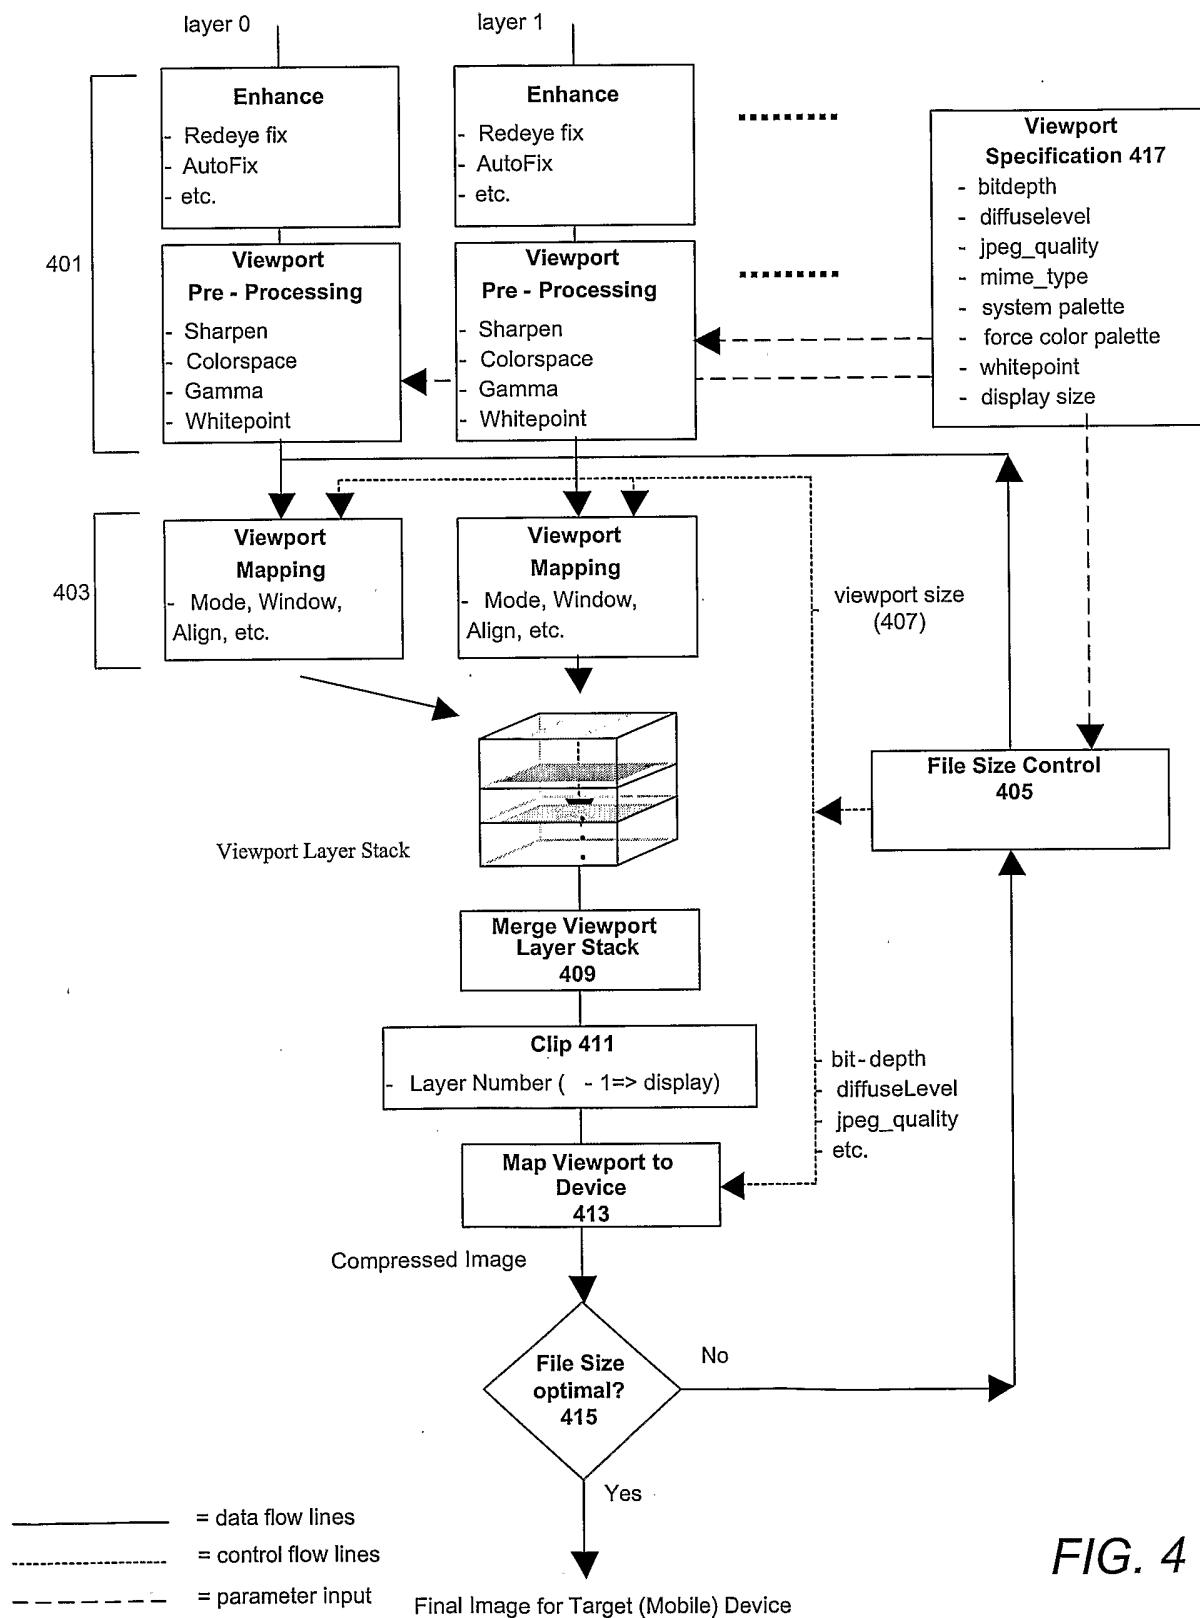 layer 0
layer 1
Enhance
- Redeye fix
- AutoFix
- etc.
Enhance
- Redeye fix
- AutoFix
- etc.
Viewport
Specification 417
- bitdepth
- diffuselevel
- jpeg_quality
- mime_type
- system palette
- force color palette
- whitepoint
- display size
401
Viewport
Pre - Processing
- Sharpen
- Colorspace
- Gamma
- Whitepoint
Viewport
Pre - Processing
- Sharpen
- Colorspace
- Gamma
- Whitepoint
403
Viewport
Mapping
- Mode, Window,
Align, etc.
Viewport
Mapping
- Mode, Window,
Align, etc.
viewport size
(407)
File Size Control
405
Viewport Layer Stack
Merge Viewport
Layer Stack
409
Clip 411
- Layer Number ( - 1=> display)
bit-depth
diffuseLevel
jpeg_quality
etc.
Map Viewport to
Device
413
Compressed Image
File Size
optimal?
415
No
Yes
= data flow lines
= control flow lines
= parameter input
Final Image for Target (Mobile) Device
FIG. 4